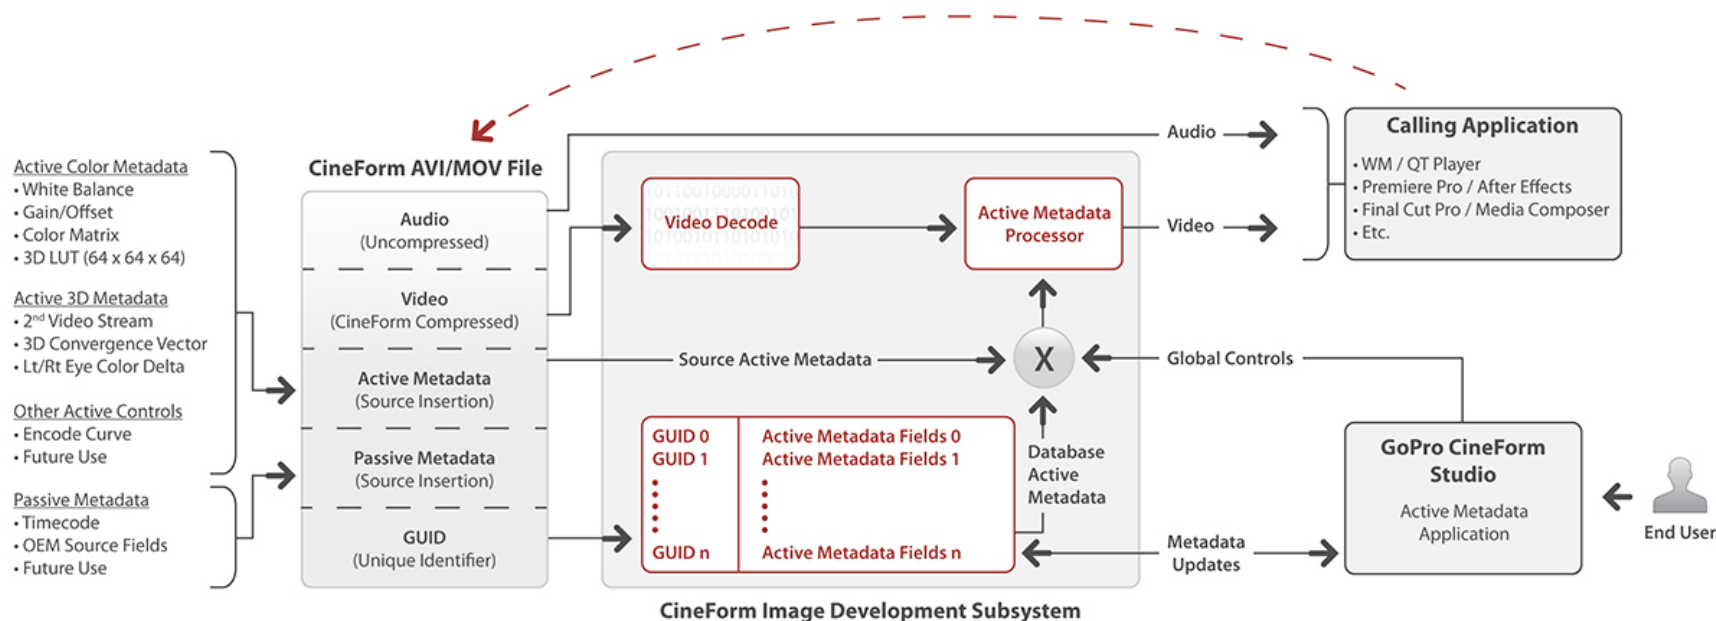 Active Color Metadata
• White Balance
• Gain/Offset
• Color Matrix
• 3D LUT (64 x 64 x 64)
Active 3D Metadata
• 2nd Video Stream
• 3D Convergence Vector
• Lt/Rt Eye Color Delta
Other Active Controls
• Encode Curve
• Future Use
Passive Metadata
• Timecode
• OEM Source Fields
• Future Use
CineForm AVI/MOV File
Audio
(Uncompressed)
Video
(CineForm Compressed)
Active Metadata
(Source Insertion)
Passive Metadata
(Source Insertion)
GUID
(Unique Identifier)
Video Decode
Active Metadata
Processor
Source Active Metadata
X
GUID 0 Active Metadata Fields 0
GUID 1 Active Metadata Fields 1
GUID n Active Metadata Fields n
Database
Active
Metadata
CineForm Image Development Subsystem
Audio
Video
Global Controls
Metadata
Updates
Calling Application
• WM / QT Player
• Premiere Pro / After Effects
• Final Cut Pro / Media Composer
• Etc.
GoPro CineForm
Studio
Active Metadata
Application
End User